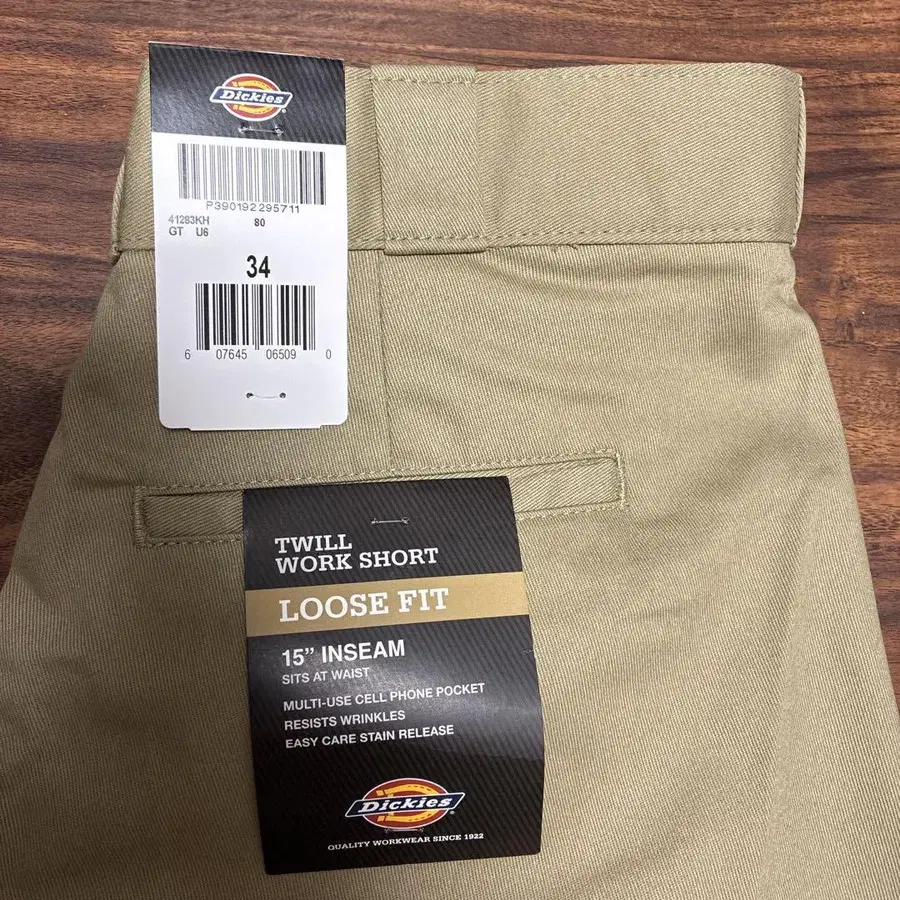 Dickies
P390192295711
41283KH 80
GT U6
34
6 07645 06509 0
TWILL
WORK SHORT
LOOSE FIT
15” INSEAM
SITS AT WAIST
MULTI-USE CELL PHONE POCKET
RESISTS WRINKLES
EASY CARE STAIN RELEASE
Dickies
QUALITY WORKWEAR SINCE 1922